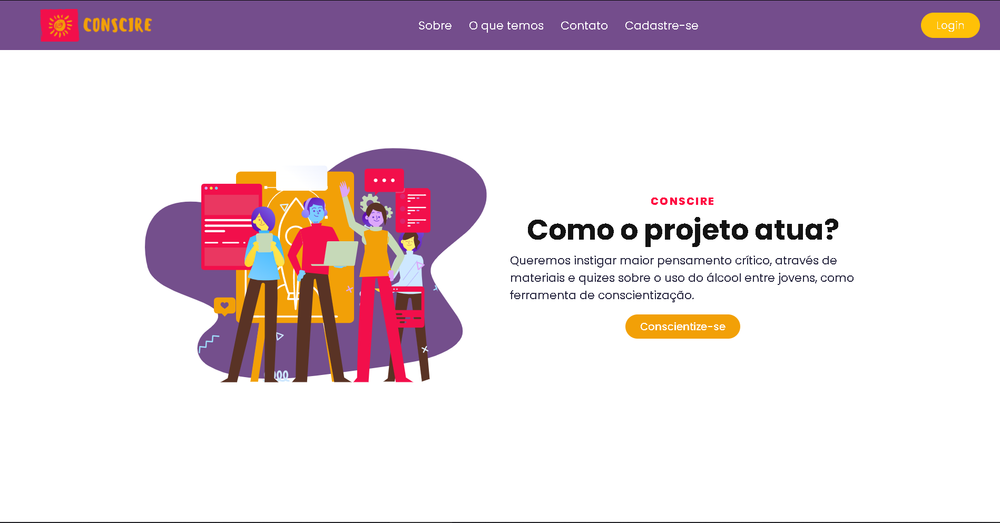 CONSCIRE
Sobre O que temos Contato Cadastre-se
Login
CONSCIRE
Como o projeto atua?
Queremos instigar maior pensamento crítico, através de
materiais e quizes sobre o uso do álcool entre jovens, como
ferramenta de conscientização.
Conscientize-se